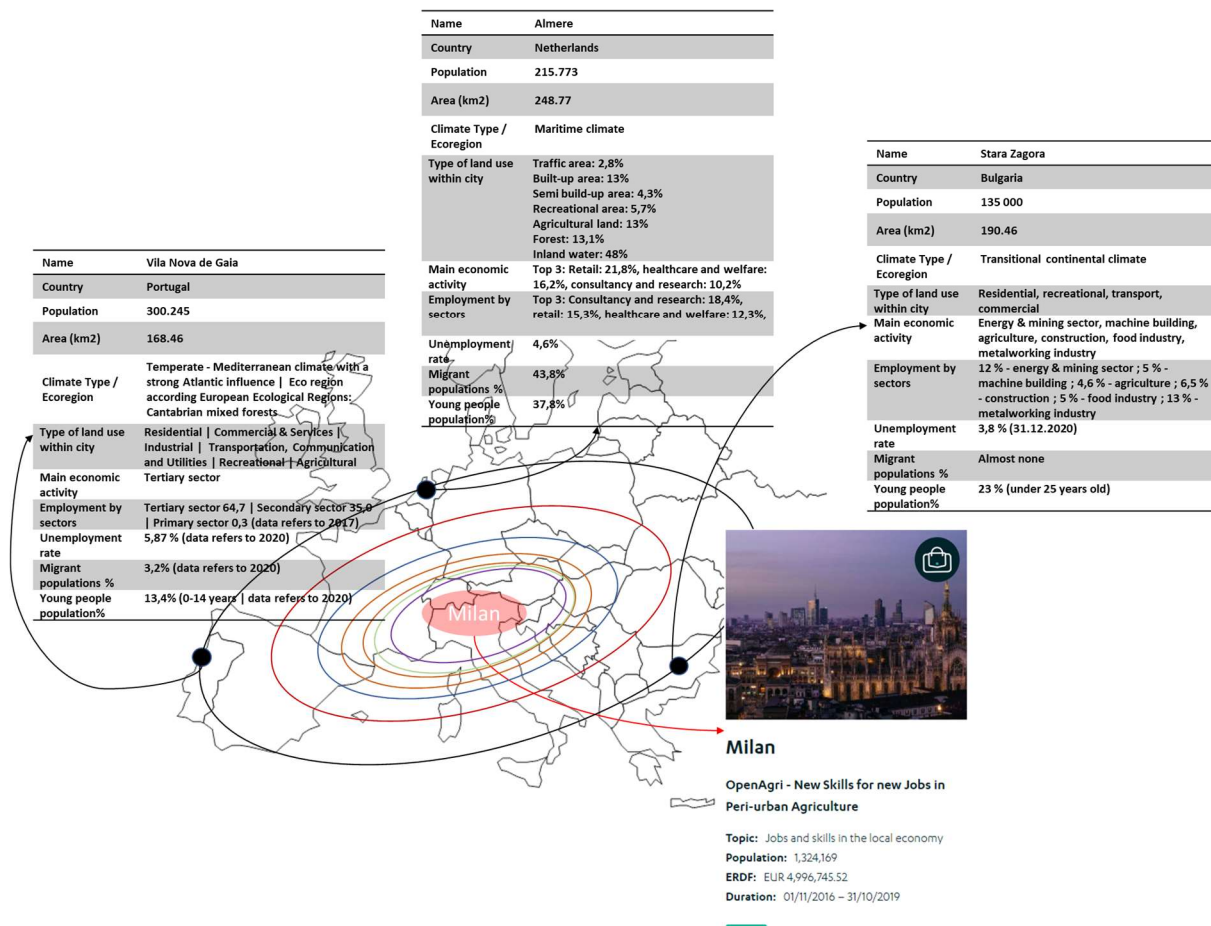 Name Almere
Country Netherlands
Population 215.773
Area (km2) 248.77
Climate Type / Maritime climate
Ecoregion
Type of land use Traffic area: 2,8%
within city Built-up area: 13%
Semi build-up area: 4,3%
Recreational area: 5,7%
Agricultural land: 13%
Forest: 13,1%
Inland water: 48%
Main economic Top 3: Retail: 21,8%, healthcare and welfare:
activity 16,2%, consultancy and research: 10,2%
Employment by Top 3: Consultancy and research: 18,4%,
sectors retail: 15,3%, healthcare and welfare: 12,3%,
Unemployment 4,6%
rate
Migrant 43,8%
populations %
Young people 37,8%
population%
Name Stara Zagora
Country Bulgaria
Population 135 000
Area (km2) 190.46
Climate Type / Transitional continental climate
Ecoregion
Type of land use Residential, recreational, transport,
within city commercial
Main economic Energy & mining sector, machine building,
activity agriculture, construction, food industry,
metalworking industry
Employment by 12 % - energy & mining sector ; 5 % -
sectors machine building ; 4,6 % - agriculture ; 6,5 %
- construction ; 5 % - food industry ; 13 % -
metalworking industry
Unemployment 3,8 % (31.12.2020)
rate
Migrant Almost none
populations %
Young people 23 % (under 25 years old)
population%
Name Vila Nova de Gaia
Country Portugal
Population 300.245
Area (km2) 168.46
Temperate - Mediterranean climate with a
Climate Type / strong Atlantic influence | Eco region
Ecoregion according European Ecological Regions:
Cantabrian mixed forests
Type of land use Residential | Commercial & Services |
within city Industrial | Transportation, Communication
and Utilities | Recreational | Agricultural
Main economic Tertiary sector
activity
Employment by Tertiary sector 64,7 | Secondary sector 35,0
sectors | Primary sector 0,3 (data refers to 2017)
Unemployment 5,87 % (data refers to 2020)
rate
Migrant 3,2% (data refers to 2020)
populations %
Young people 13,4% (0-14 years | data refers to 2020)
population%
Milan
Milan
OpenAgri - New Skills for new Jobs in
Peri-urban Agriculture
Topic: Jobs and skills in the local economy
Population: 1,324,169
ERDF: EUR 4,996,745.52
Duration: 01/11/2016 – 31/10/2019